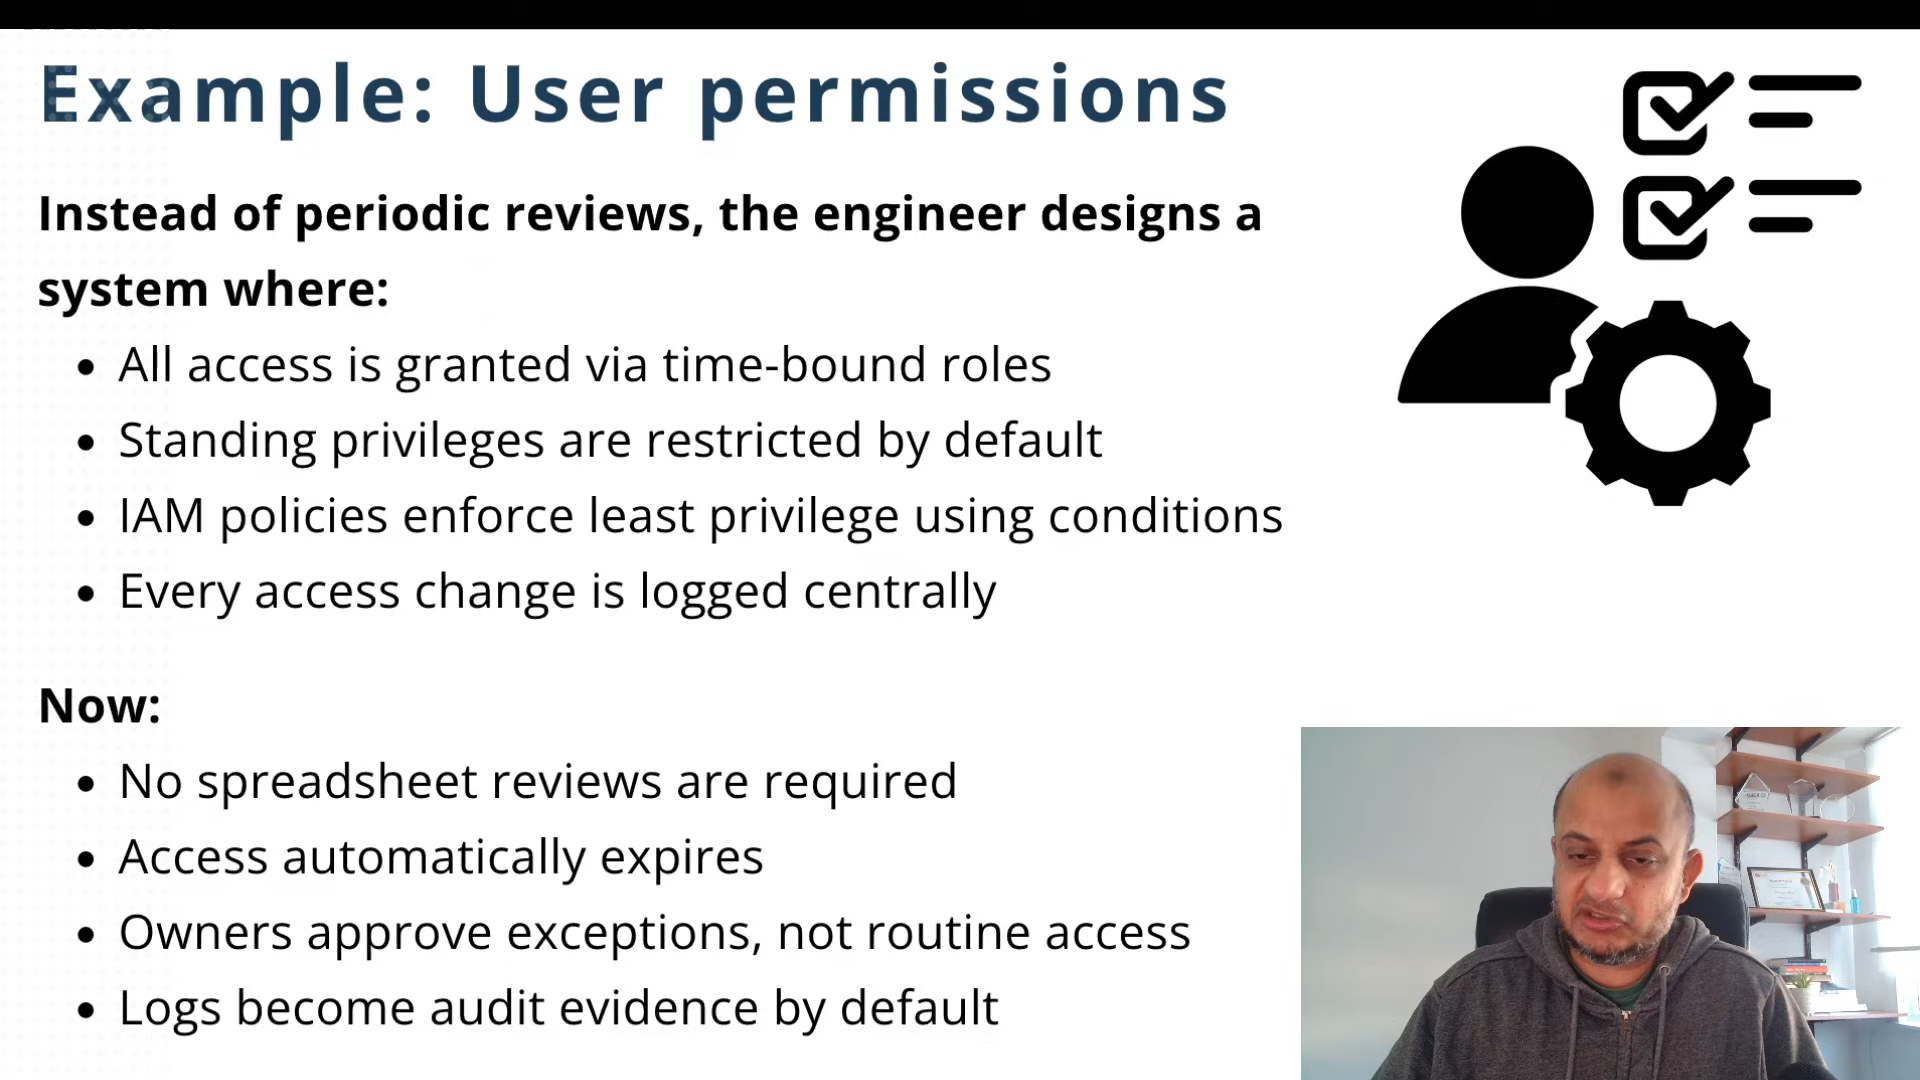 Example: User permissions
Instead of periodic reviews, the engineer designs a
system where:
• All access is granted via time-bound roles
• Standing privileges are restricted by default
• IAM policies enforce least privilege using conditions
• Every access change is logged centrally
Now:
• No spreadsheet reviews are required
• Access automatically expires
• Owners approve exceptions, not routine access
• Logs become audit evidence by default